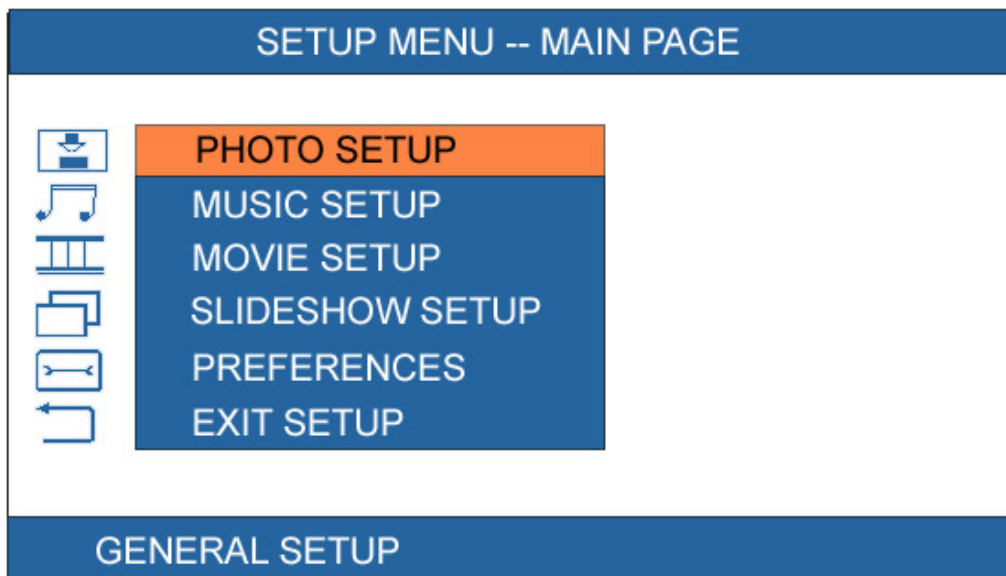 SETUP MENU -- MAIN PAGE
PHOTO SETUP
MUSIC SETUP
MOVIE SETUP
SLIDESHOW SETUP
PREFERENCES
EXIT SETUP
GENERAL SETUP